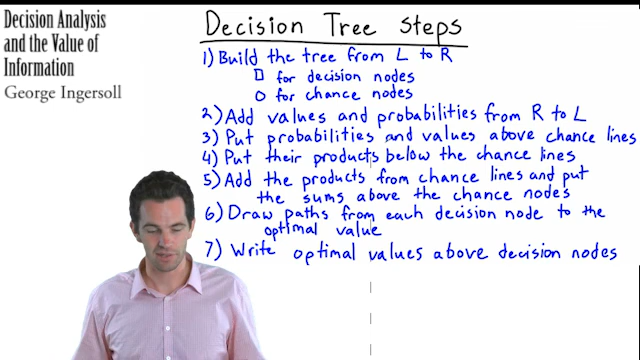 Decision Analysis
and the Value of
Information
George Ingersoll
Decision Tree Steps
1) Build the tree from L to R
□ for decision nodes
○ for chance nodes
2) Add values and probabilities from R to L
3) Put probabilities and values above chance lines
4) Put their products below the chance lines
5) Add the products from chance lines and put
the sums above the chance nodes
6) Draw paths from each decision node to the
optimal value
7) Write optimal values above decision nodes